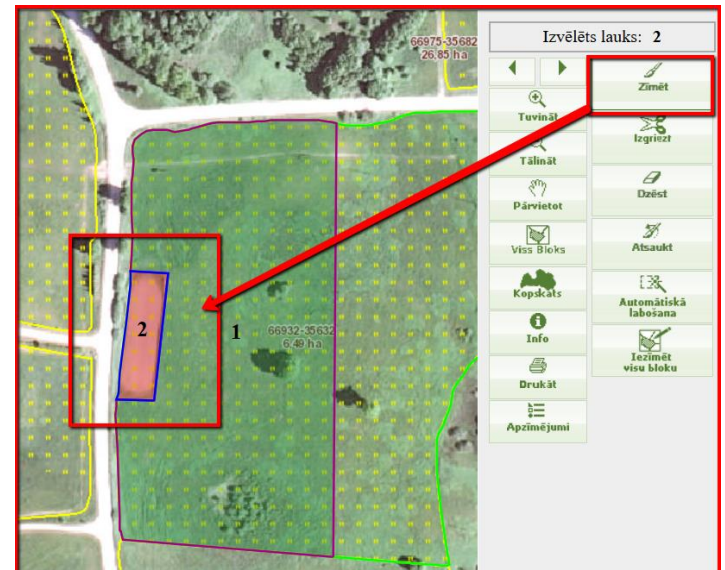 66975-35682
26,85 ha
2
1
66932-35632
6,49 ha
Izvēlēts lauks: 2
Tuvināt
Tālināt
Pārvietot
Viss Bloks
Kopskats
Info
Drukāt
Apzīmējumi
Zīmēt
Izgriezt
Dzēst
Atsaukt
Automātiskā
labošana
Iezīmēt
visu bloku